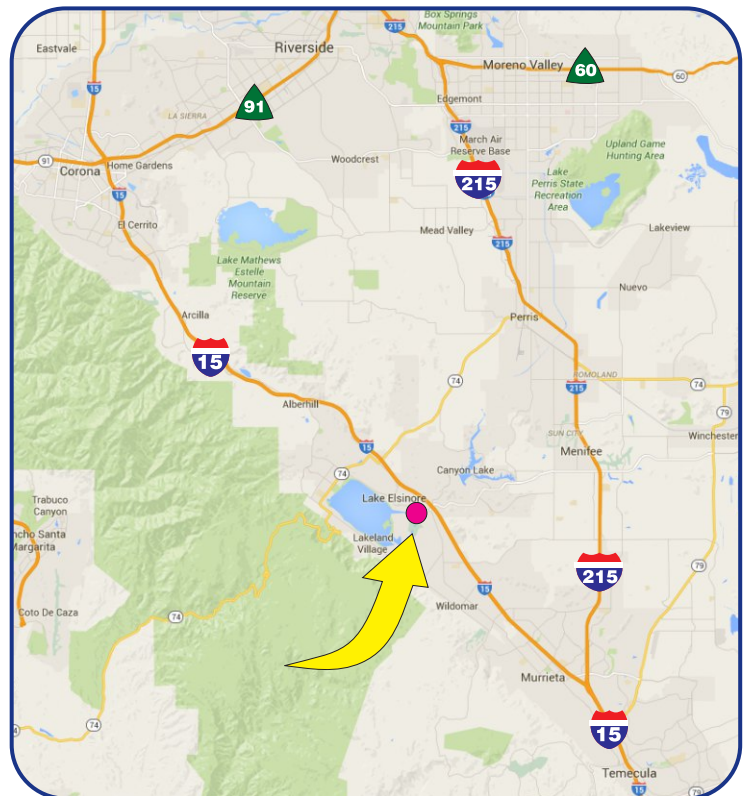 Box Springs
Mountain Park
215
Eastvale
Riverside
Moreno Valley
60
60
15
91
Edgemont
LA SIERRA
215
March Air
Reserve Base
Upland Game
Hunting Area
91
Corona
Home Gardens
Woodcrest
215
Lake
Perris State
Recreation
Area
15
El Cerrito
Mead Valley
Lakeview
215
Lake Mathews
Estelle
Mountain
Reserve
Nuevo
Arcilla
Perris
15
74
ROMOLAND
74
215
Alberhill
79
SUN CITY
Winchester
15
Menifee
74
Canyon Lake
Lake Elsinore
Trabuco
Canyon
ncho Santa
Margarita
Lakeland
Village
79
215
15
Coto De Caza
74
Wildomar
Murrieta
74
15
Temecula
15
79